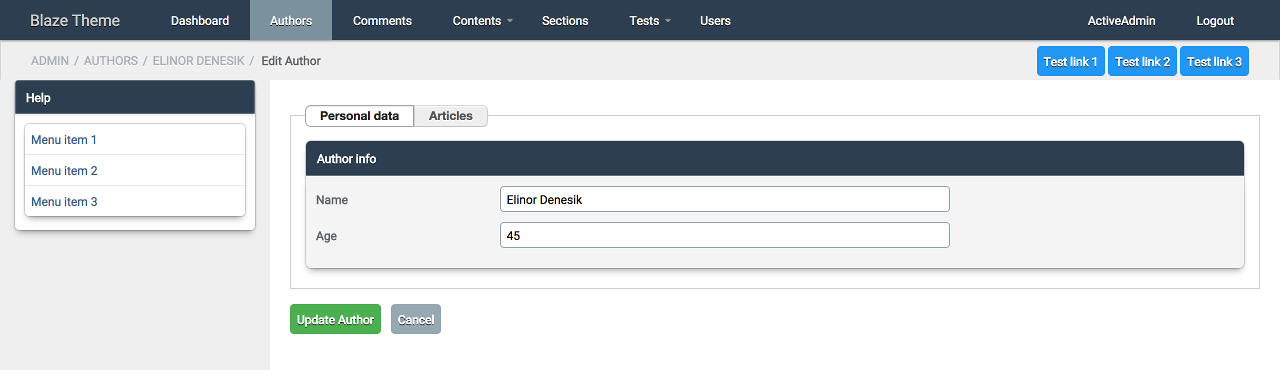 Blaze Theme Dashboard Authors Comments Contents Sections Tests Users ActiveAdmin Logout
ADMIN / AUTHORS / ELINOR DENESIK / Edit Author Test link 1 Test link 2 Test link 3
Help
Menu item 1
Menu item 2
Menu item 3
Personal data Articles
Author info
Name Elinor Denesik
Age 45
Update Author Cancel